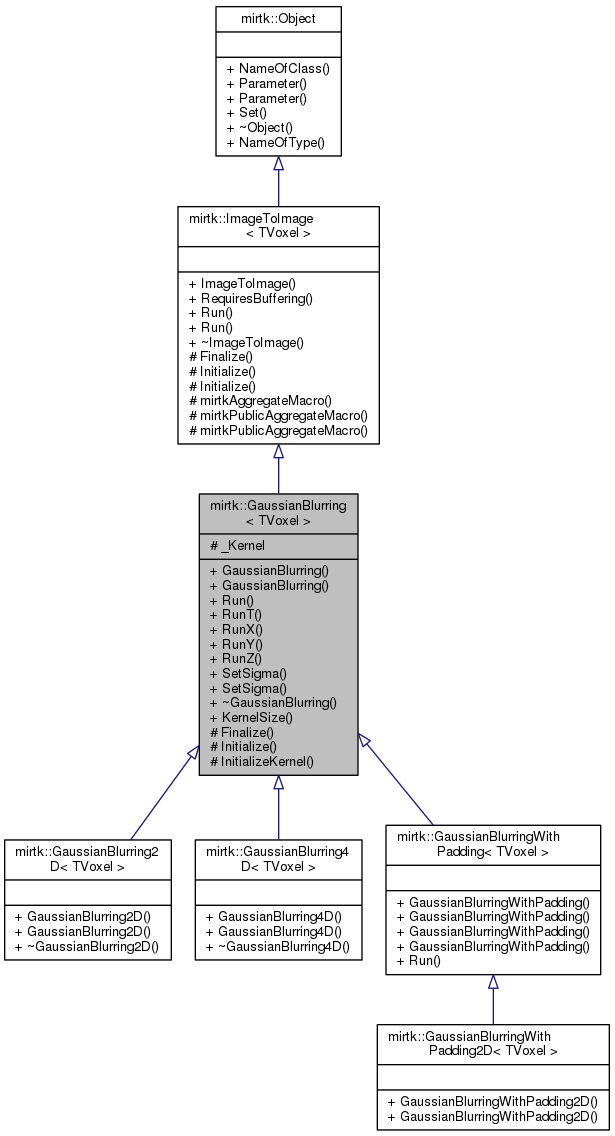 mirtk::Object
+ NameOfClass()
+ Parameter()
+ Parameter()
+ Set()
+ ~Object()
+ NameOfType()
mirtk::ImageToImage
< TVoxel >
+ ImageToImage()
+ RequiresBuffering()
+ Run()
+ Run()
+ ~ImageToImage()
# Finalize()
# Initialize()
# Initialize()
# mirtkAggregateMacro()
# mirtkPublicAggregateMacro()
# mirtkPublicAggregateMacro()
mirtk::GaussianBlurring
< TVoxel >
# _Kernel
+ GaussianBlurring()
+ GaussianBlurring()
+ Run()
+ RunT()
+ RunX()
+ RunY()
+ RunZ()
+ SetSigma()
+ SetSigma()
+ ~GaussianBlurring()
+ KernelSize()
# Finalize()
# Initialize()
# InitializeKernel()
mirtk::GaussianBlurring2
D< TVoxel >
+ GaussianBlurring2D()
+ GaussianBlurring2D()
+ ~GaussianBlurring2D()
mirtk::GaussianBlurring4
D< TVoxel >
+ GaussianBlurring4D()
+ GaussianBlurring4D()
+ ~GaussianBlurring4D()
mirtk::GaussianBlurringWith
Padding< TVoxel >
+ GaussianBlurringWithPadding()
+ GaussianBlurringWithPadding()
+ GaussianBlurringWithPadding()
+ GaussianBlurringWithPadding()
+ Run()
mirtk::GaussianBlurringWith
Padding2D< TVoxel >
+ GaussianBlurringWithPadding2D()
+ GaussianBlurringWithPadding2D()